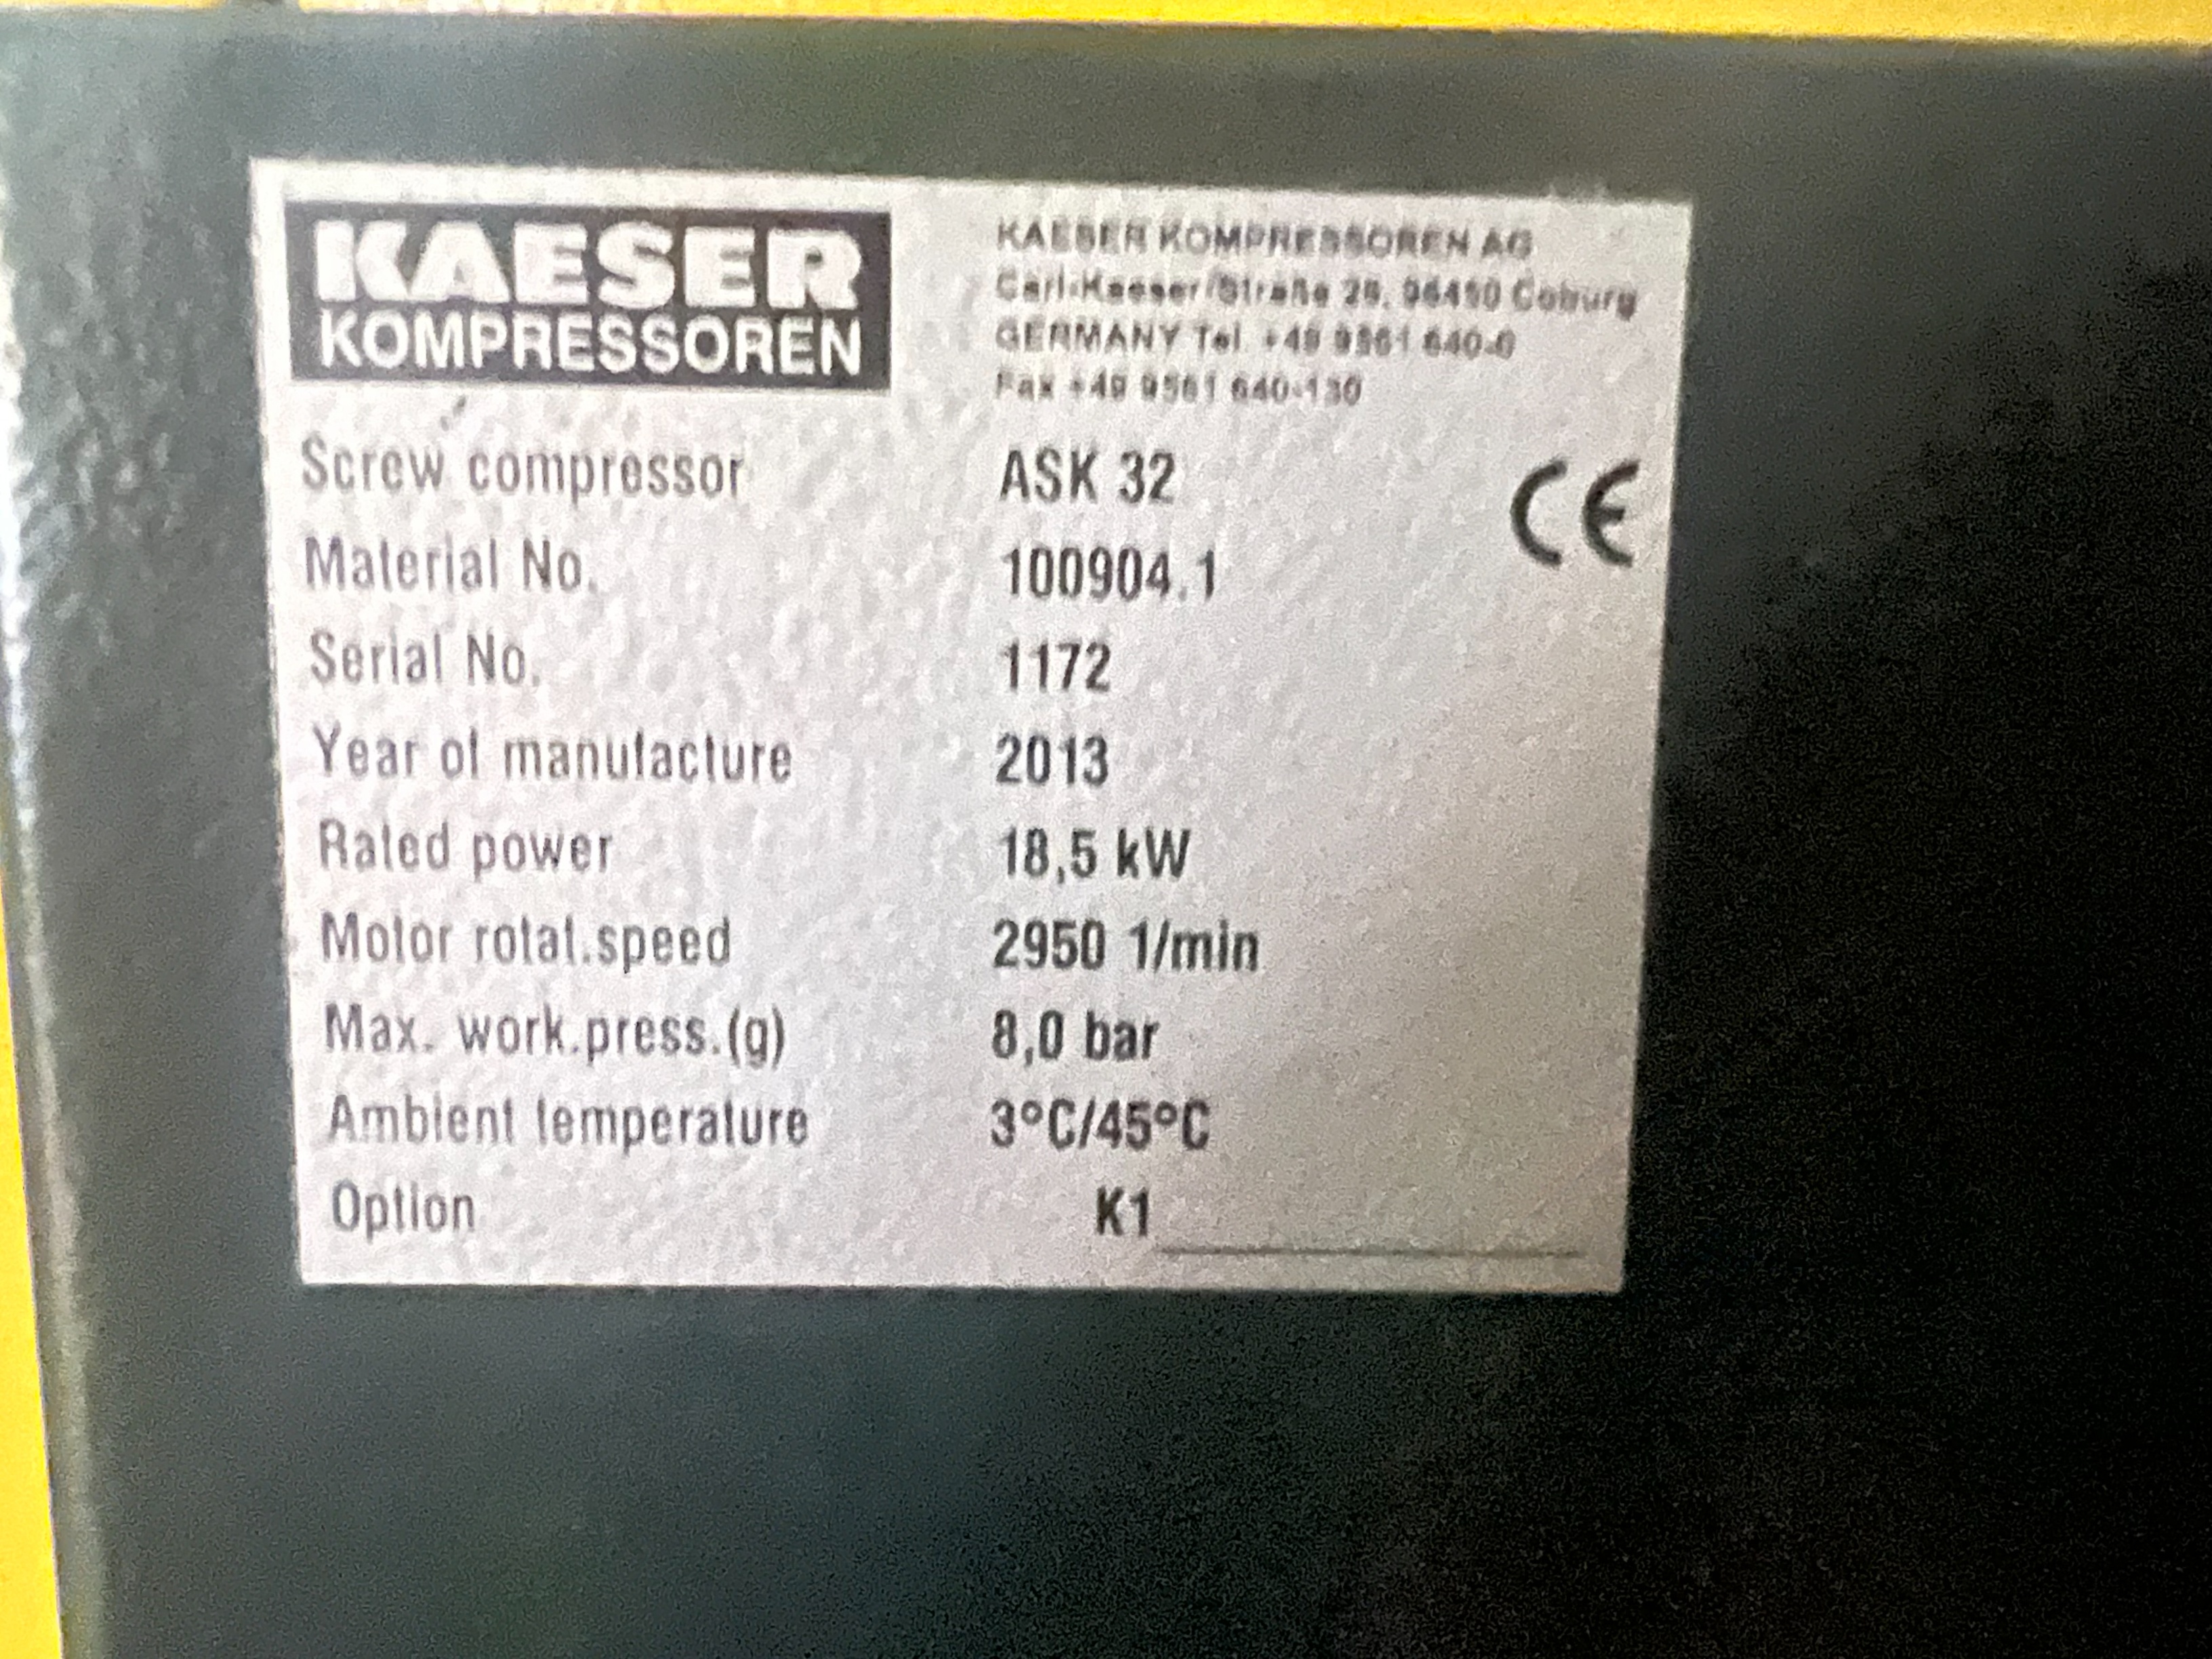 KAESER
KOMPRESSOREN
KAESER KOMPRESSOREN AG
Carl-Kaeser-Straße 26, 96450 Coburg
GERMANY Tel. +49 9561 640-0
Fax +49 9561 640-130
Screw compressor ASK 32
CE
Material No. 100904.1
Serial No. 1172
Year of manufacture 2013
Rated power 18,5 kW
Motor rotat.speed 2950 1/min
Max. work.press.(g) 8,0 bar
Ambient temperature 3°C/45°C
Option K1